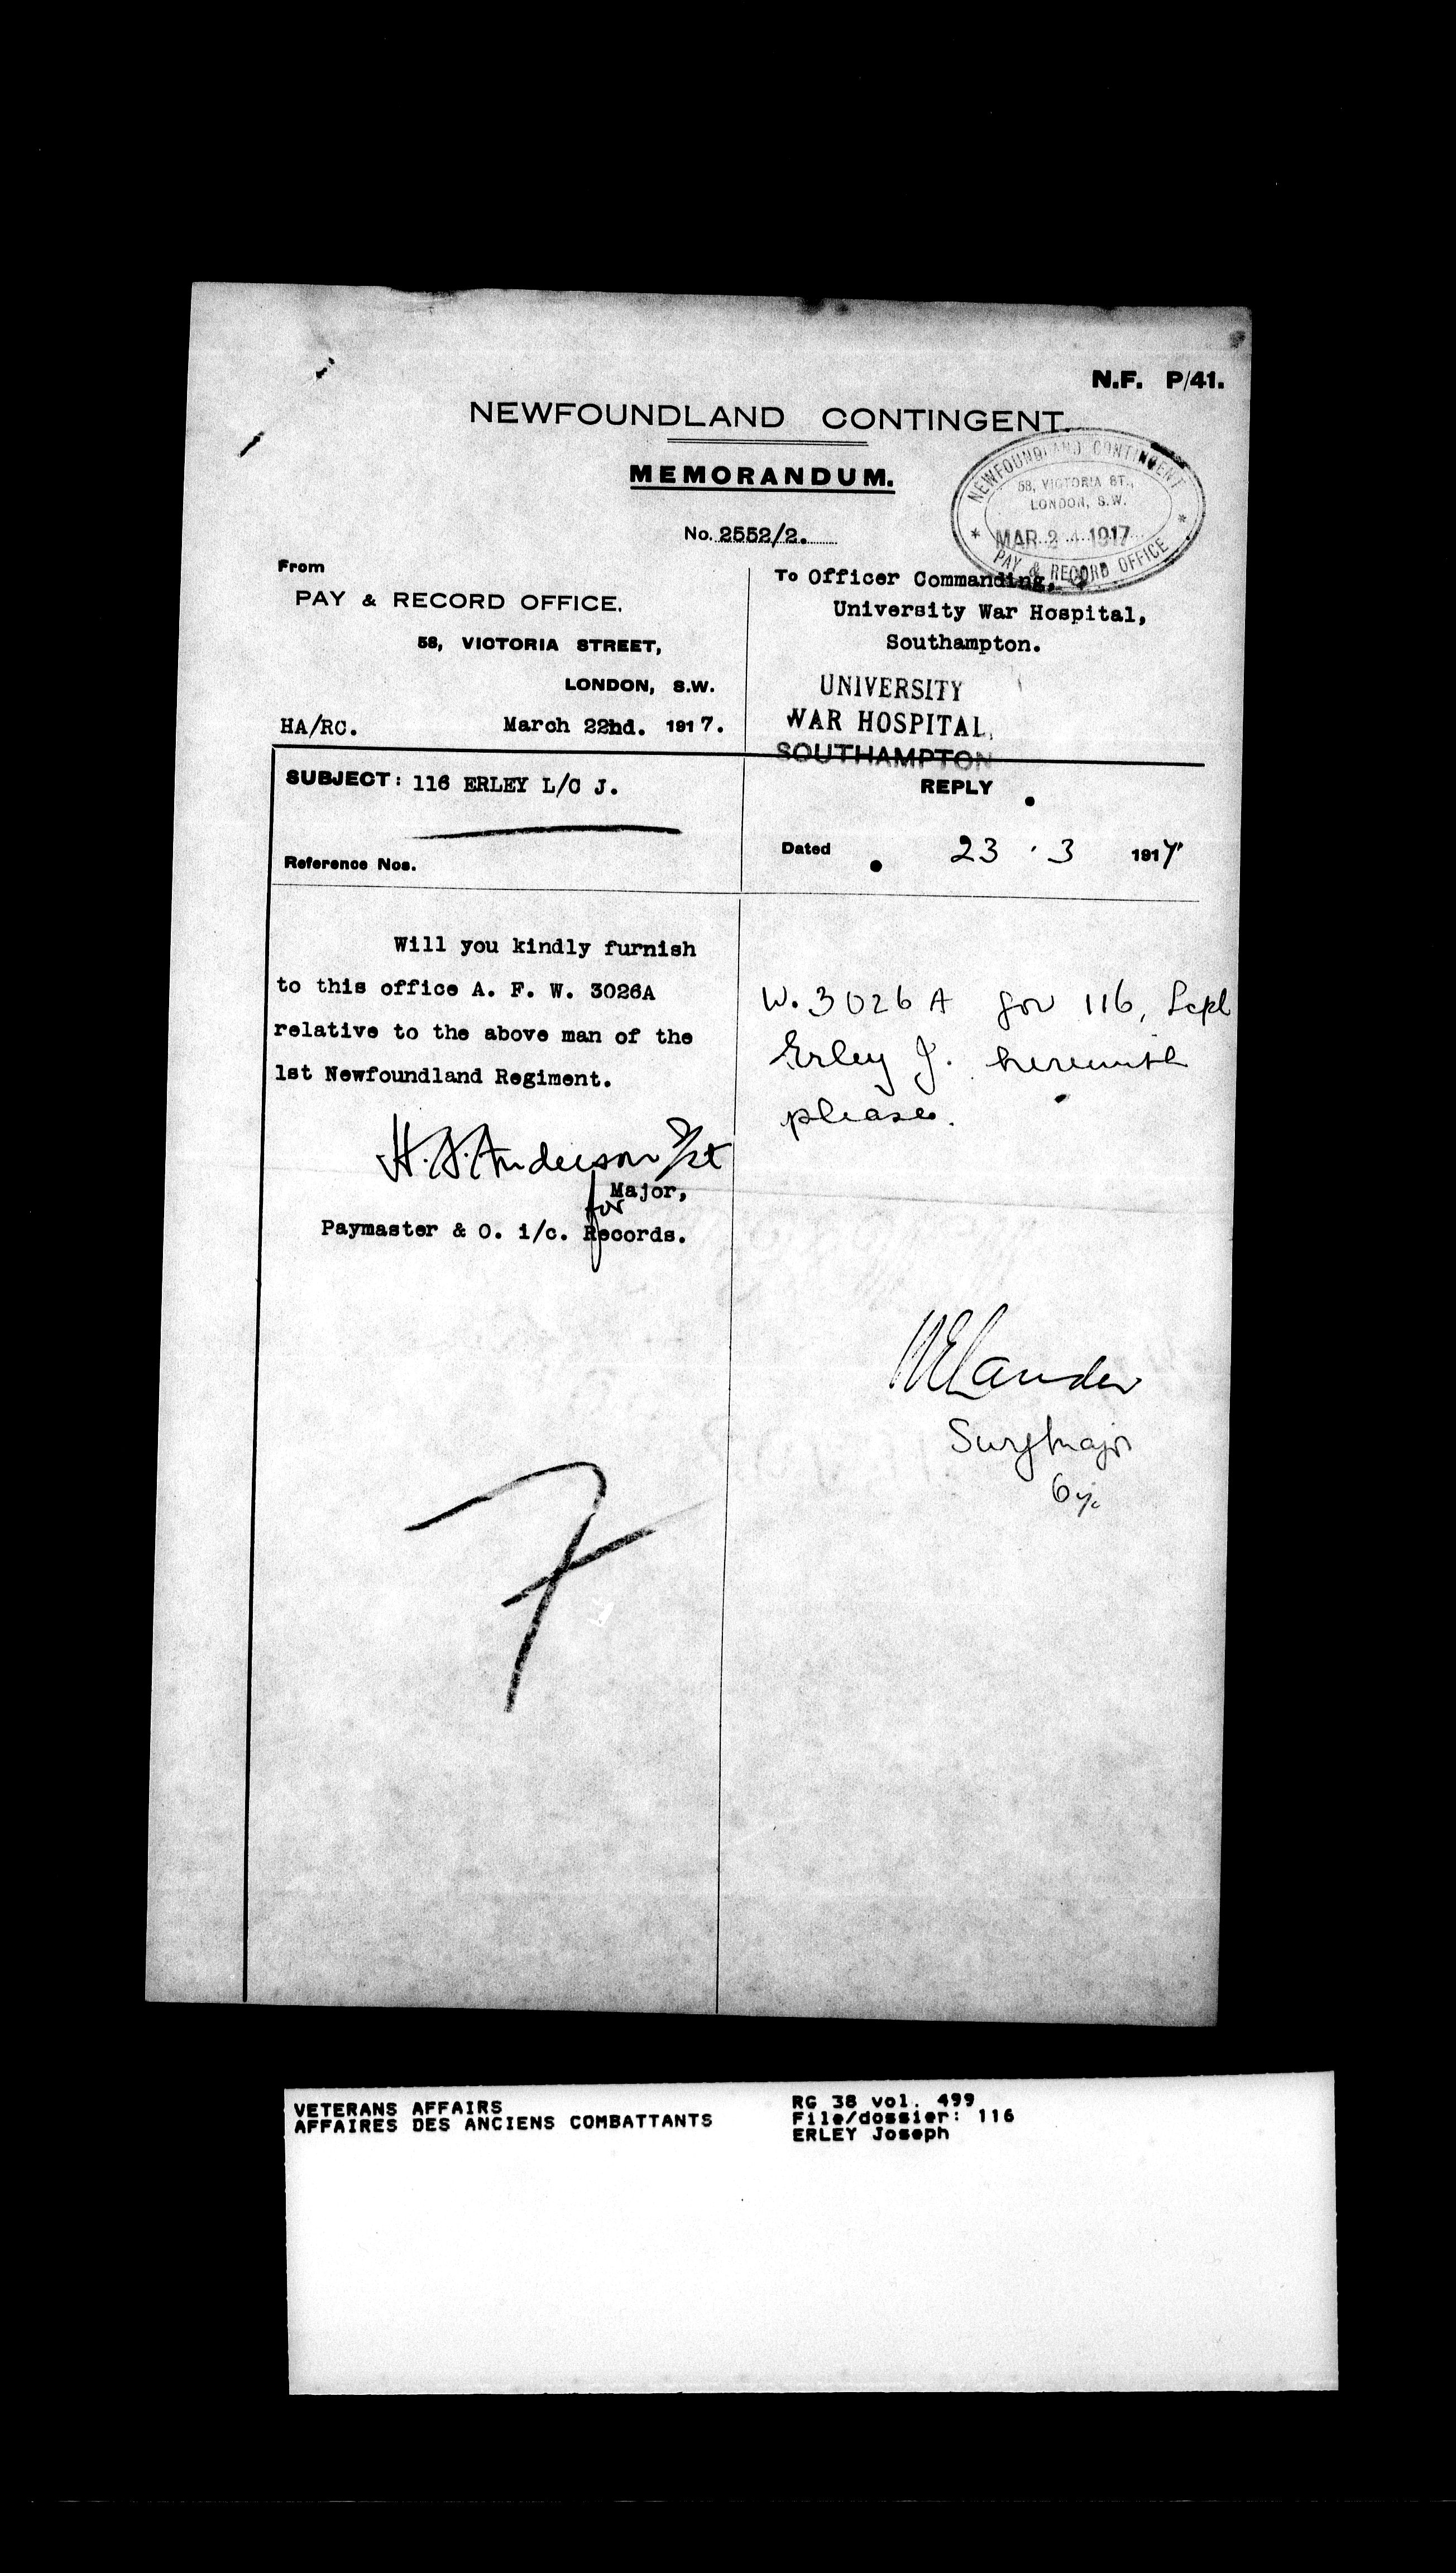 N.F. P/41.
NEWFOUNDLAND CONTINGENT.
MEMORANDUM.
NEWFOUNDLAND CONTINGENT
58, VICTORIA ST.,
LONDON, S.W.
MAR 24 1917
PAY & RECORD OFFICE
No. 2552/2.
From
PAY & RECORD OFFICE.
58, VICTORIA STREET,
LONDON, S.W.
HA/RC. March 22nd. 1917.
To Officer Commanding,
University War Hospital,
Southampton.
UNIVERSITY
WAR HOSPITAL,
SOUTHAMPTON
SUBJECT: 116 ERLEY L/C J.
Reference Nos.
REPLY
Dated 23 . 3 1917
Will you kindly furnish
to this office A. F. W. 3026A
relative to the above man of the
1st Newfoundland Regiment.
H. A. Anderson
for
Major,
Paymaster & O. i/c. Records.
W. 3026 A for 116, Lcpl
Erley J. herewith
please.
Lander
Surg Major
VETERANS AFFAIRS
AFFAIRES DES ANCIENS COMBATTANTS
RG 38 vol. 499
File/dossier: 116
ERLEY Joseph